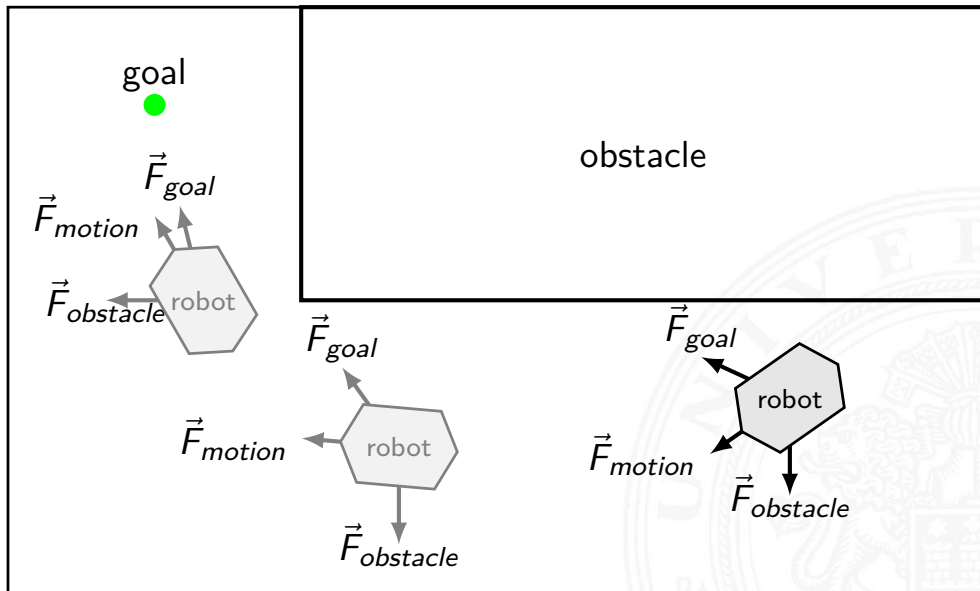 goal
obstacle
F⃗goal
F⃗motion
F⃗obstacle
robot
F⃗goal
F⃗motion
robot
F⃗obstacle
F⃗goal
robot
F⃗motion
F⃗obstacle
U N I V E R